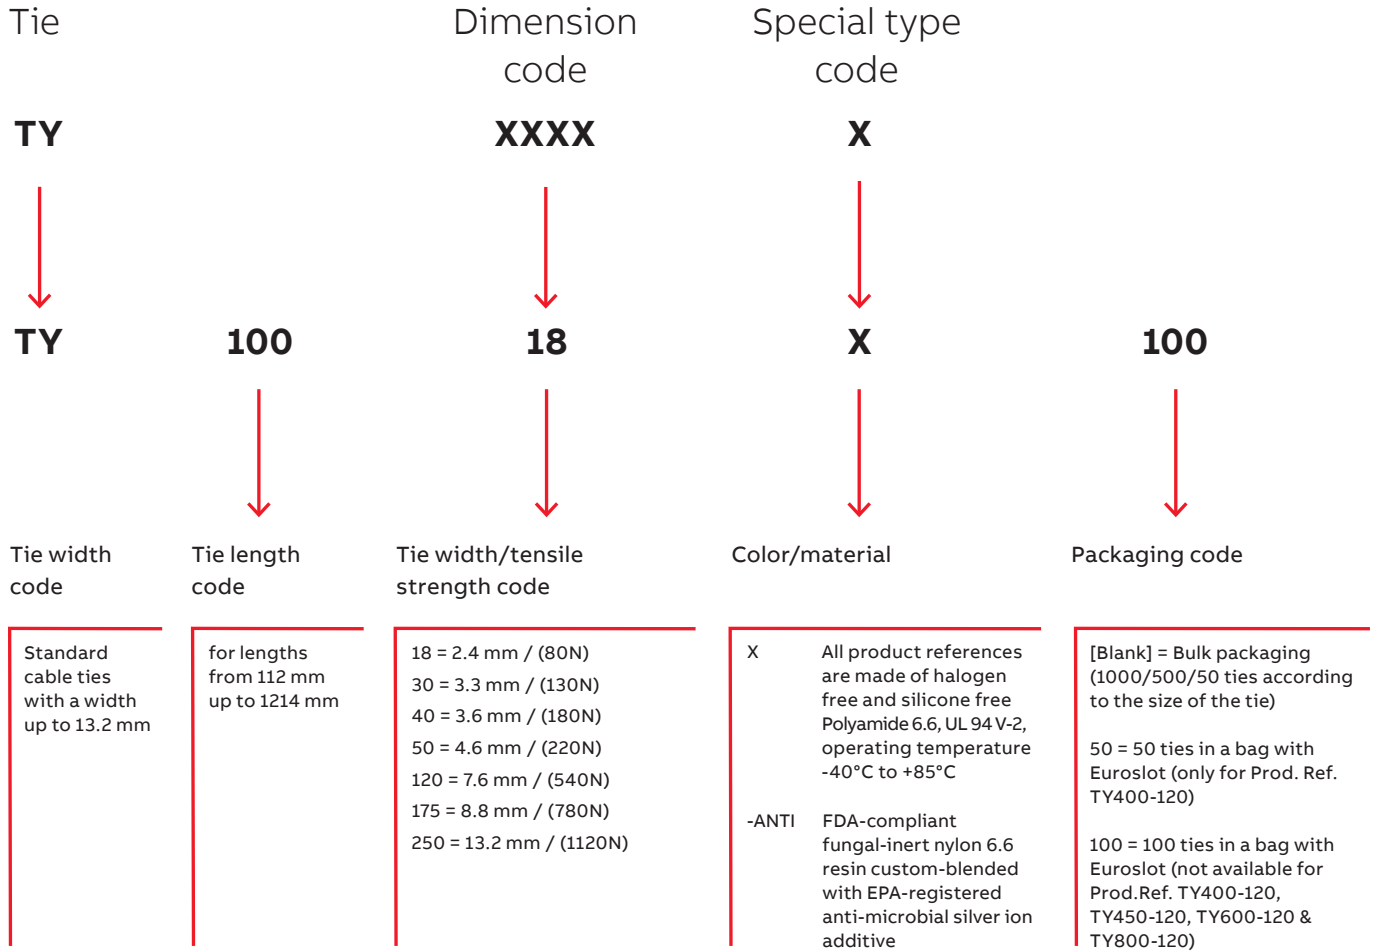 Tie
Dimension
code
Special type
code
TY
XXXX
X
TY
100
18
X
100
Tie width
code
Tie length
code
Tie width/tensile
strength code
Color/material
Packaging code
Standard
cable ties
with a width
up to 13.2 mm
for lengths
from 112 mm
up to 1214 mm
18 = 2.4 mm / (80N)
30 = 3.3 mm / (130N)
40 = 3.6 mm / (180N)
50 = 4.6 mm / (220N)
120 = 7.6 mm / (540N)
175 = 8.8 mm / (780N)
250 = 13.2 mm / (1120N)
X All product references
are made of halogen
free and silicone free
Polyamide 6.6, UL 94 V-2,
operating temperature
-40°C to +85°C
-ANTI FDA-compliant
fungal-inert nylon 6.6
resin custom-blended
with EPA-registered
anti-microbial silver ion
additive
[Blank] = Bulk packaging
(1000/500/50 ties according
to the size of the tie)
50 = 50 ties in a bag with
Euroslot (only for Prod. Ref.
TY400-120)
100 = 100 ties in a bag with
Euroslot (not available for
Prod.Ref. TY400-120,
TY450-120, TY600-120 &
TY800-120)